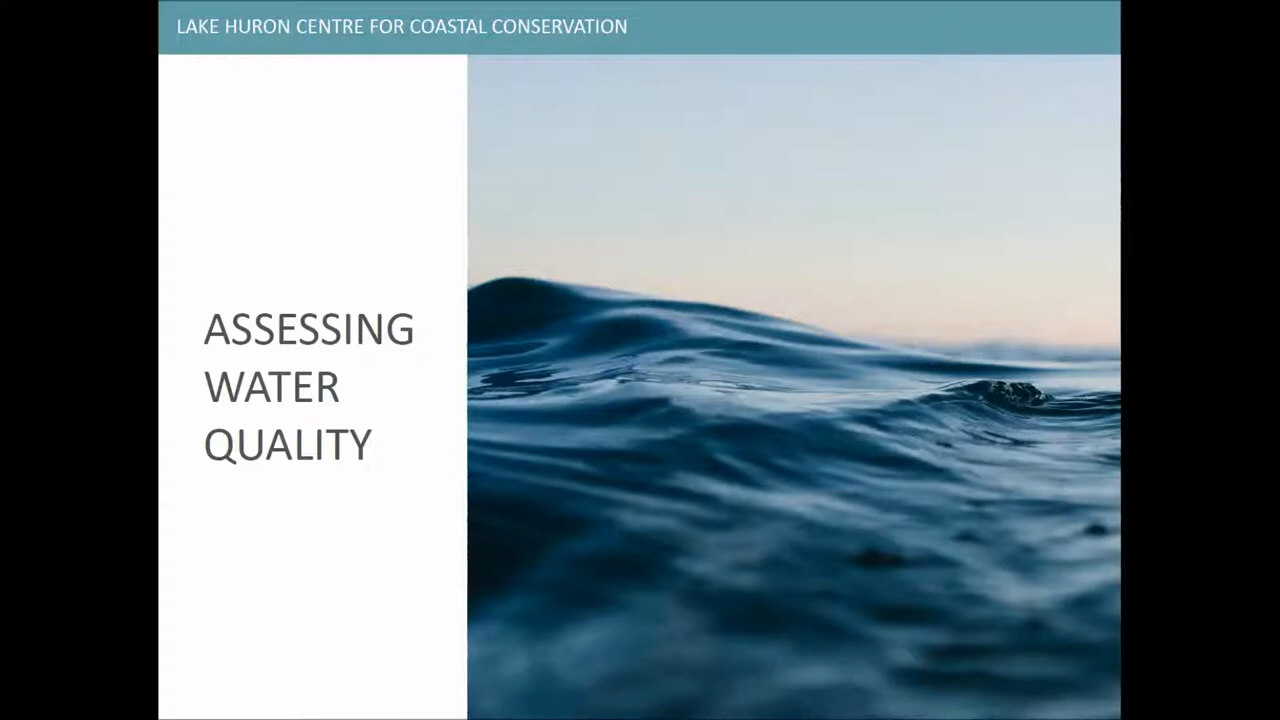 LAKE HURON CENTRE FOR COASTAL CONSERVATION
ASSESSING
WATER
QUALITY